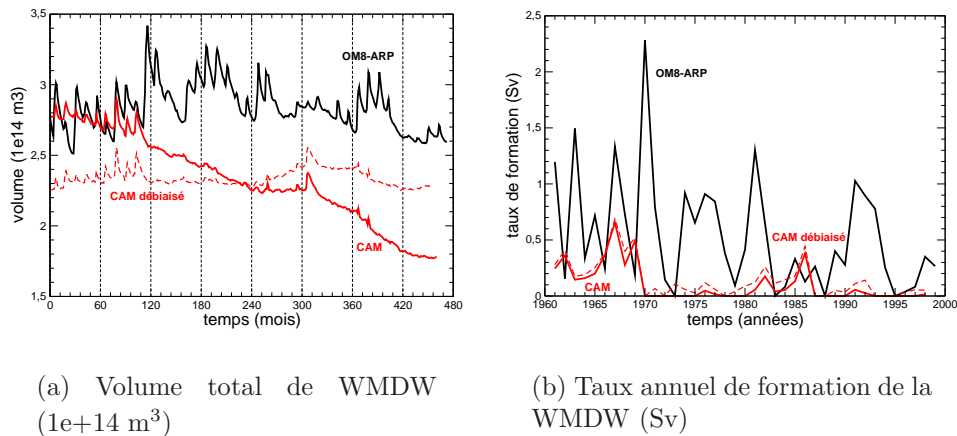 3,5
3
2,5
2
1,5
volume (1e14 m3)
0 60 120 180 240 300 360 420 480
temps (mois)
OM8-ARP
CAM débiaisé
CAM
2,5
2
1,5
1
0,5
0
taux de formation (Sv)
1960 1965 1970 1975 1980 1985 1990 1995 2000
temps (années)
OM8-ARP
CAM débiaisé
CAM
(a) Volume total de WMDW
(1e+14 m³)
(b) Taux annuel de formation de la
WMDW (Sv)